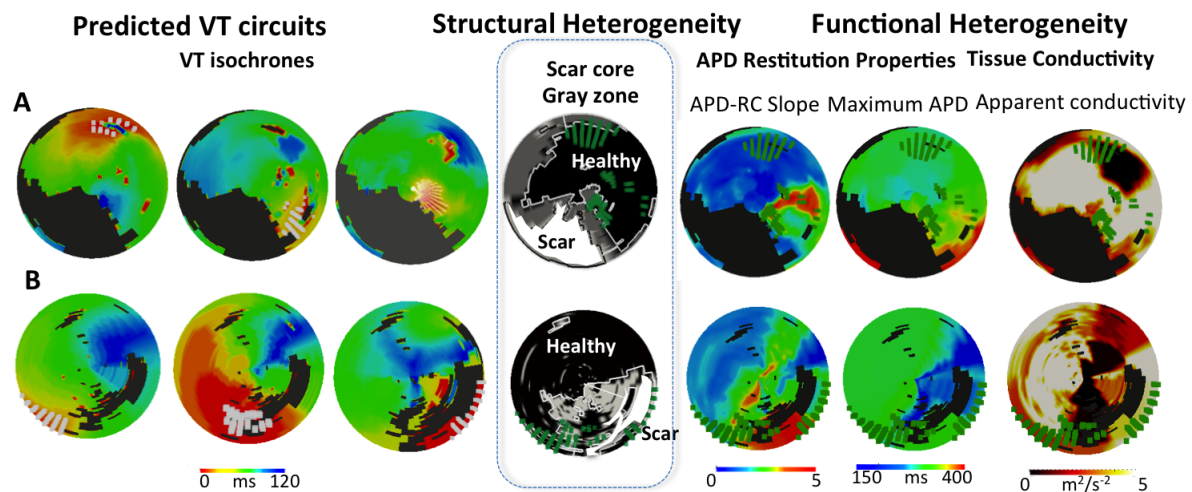 Predicted VT circuits
Structural Heterogeneity
Functional Heterogeneity
VT isochrones
Scar core
Gray zone
APD Restitution Properties
Tissue Conductivity
APD-RC Slope
Maximum APD
Apparent conductivity
A
Healthy
Scar
B
Healthy
Scar
0 ms 120
0 5
150 ms 400
0 m²/s⁻² 5